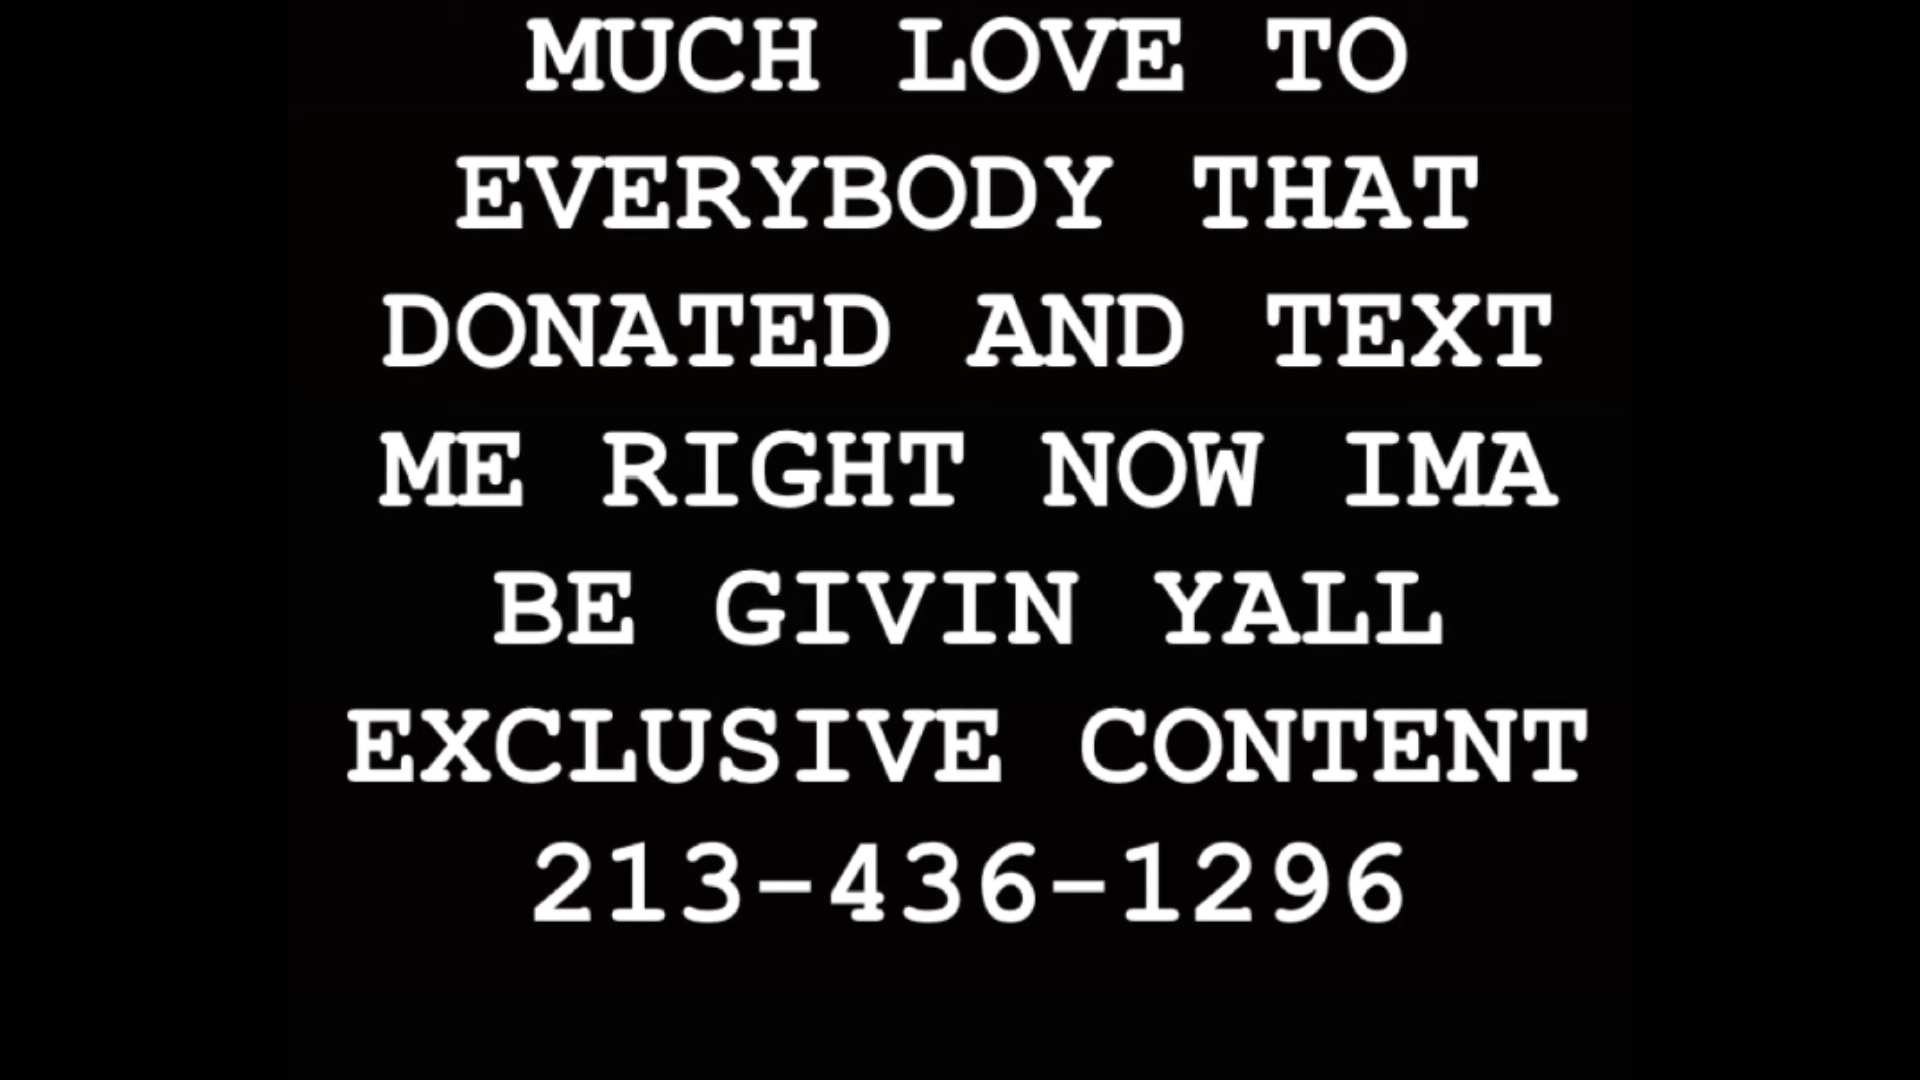 MUCH LOVE TO
EVERYBODY THAT
DONATED AND TEXT
ME RIGHT NOW IMA
BE GIVIN YALL
EXCLUSIVE CONTENT
213-436-1296